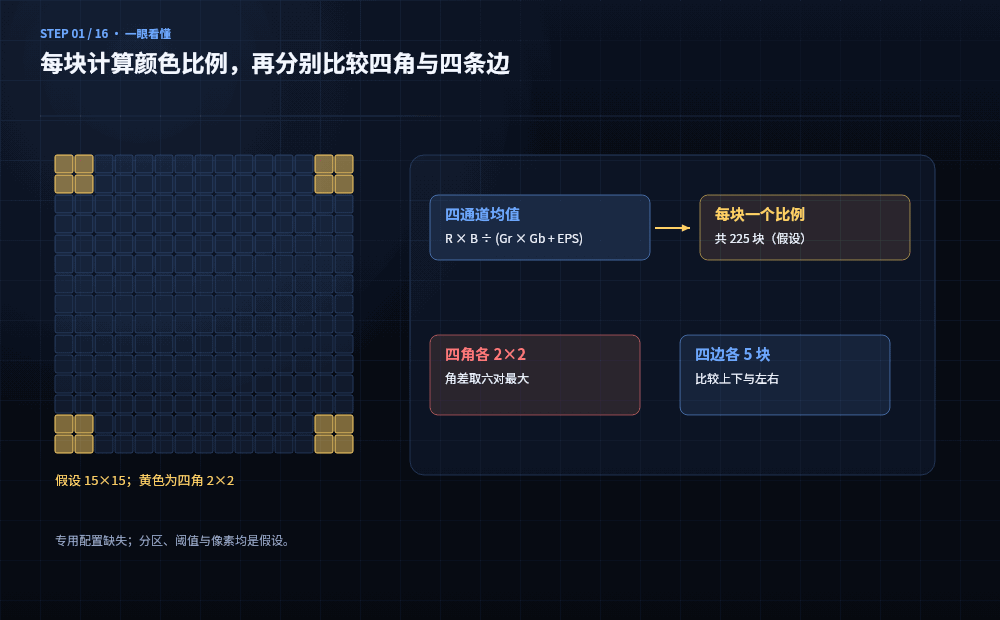 STEP 01 / 16 · 一眼看懂
每块计算颜色比例，再分别比较四角与四条边
四通道均值
R × B ÷ (Gr × Gb + EPS)
每块一个比例
共 225 块（假设）
四角各 2×2
角差取六对最大
四边各 5 块
比较上下与左右
假设 15×15；黄色为四角 2×2
专用配置缺失；分区、阈值与像素均是假设。